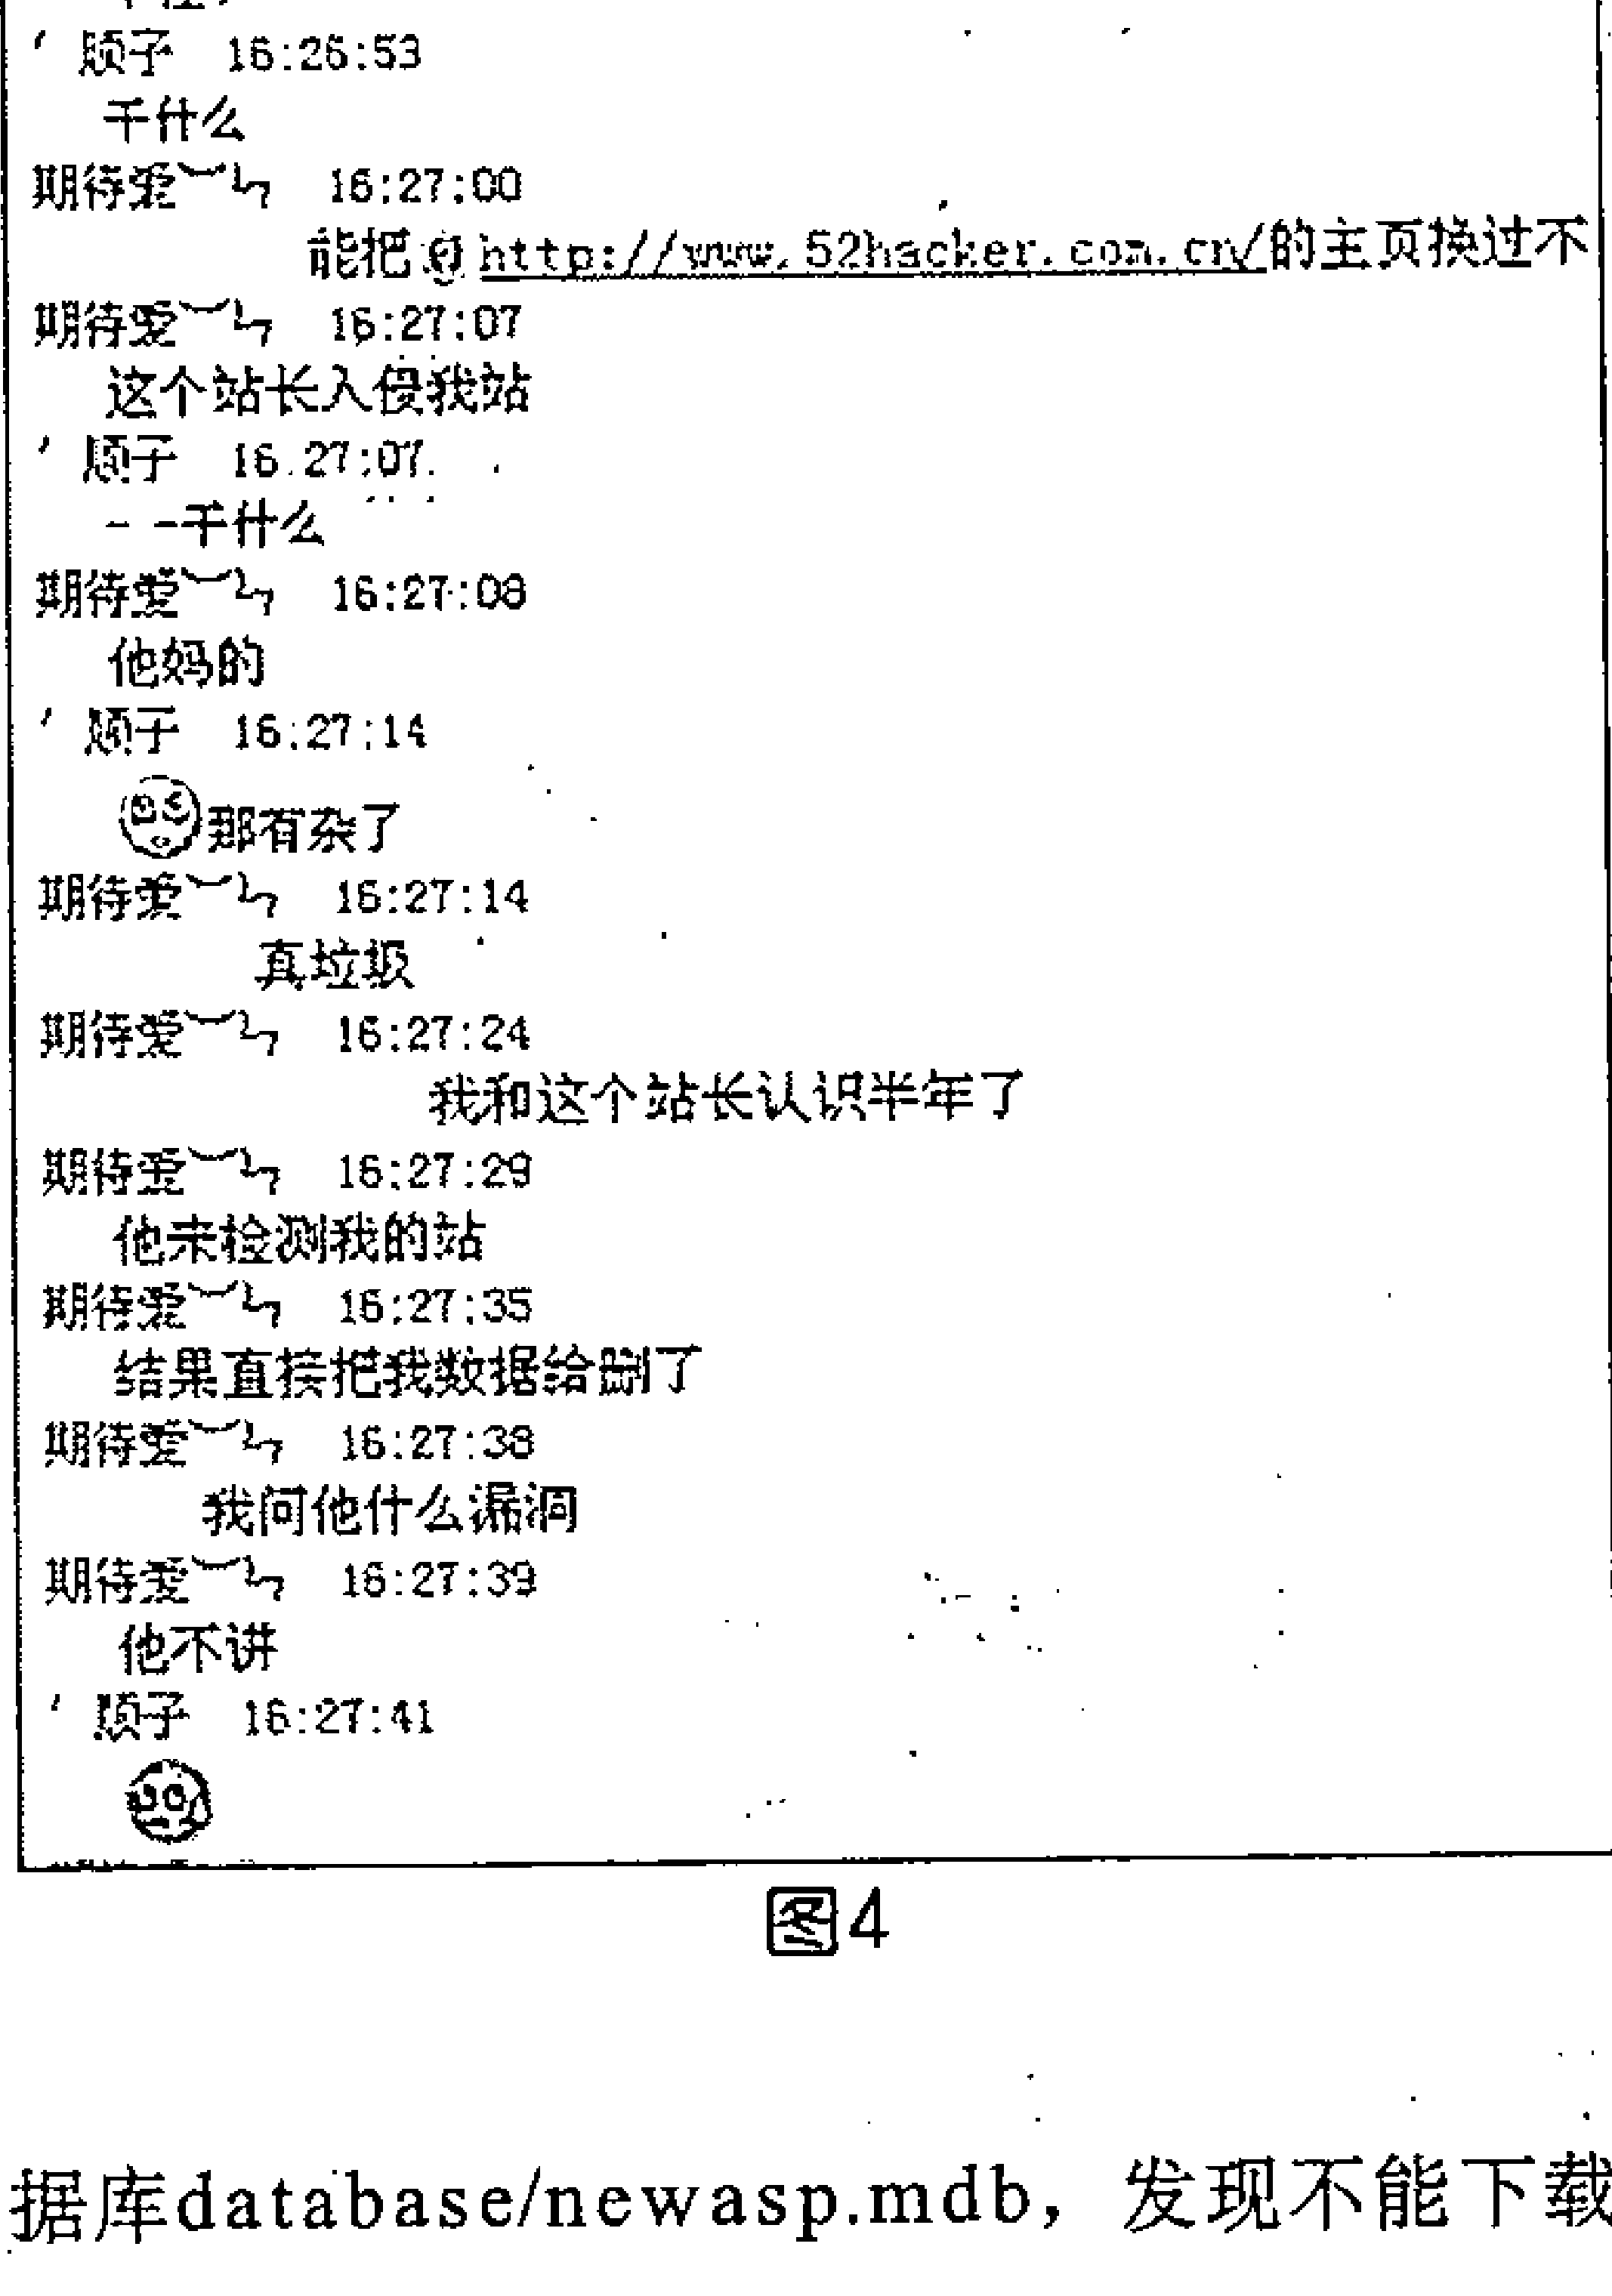 ′ 顺子 16:26:53
干什么
期待爱︶ㄣ 16:27:00
能把 http://www.52hacker.com.cn/的主页换过不
期待爱︶ㄣ 16:27:07
这个站长入侵我站
′ 顺子 16:27:07
- -干什么
期待爱︶ㄣ 16:27:08
他妈的
′ 顺子 16:27:14
那有杂了
期待爱︶ㄣ 16:27:14
真垃圾
期待爱︶ㄣ 16:27:24
我和这个站长认识半年了
期待爱︶ㄣ 16:27:29
他来检测我的站
期待爱︶ㄣ 16:27:35
结果直接把我数据给删了
期待爱︶ㄣ 16:27:38
我问他什么漏洞
期待爱︶ㄣ 16:27:39
他不讲
′ 顺子 16:27:41
图4
据库database/newasp.mdb，发现不能下载